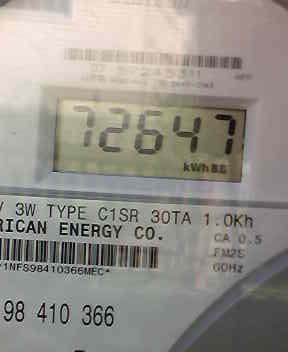 72647
kWh
3W TYPE C1SR 30TA 1.0Kh
RICAN ENERGY CO.
CA 0.5
FM2S
60Hz
1NFS98410366MEC*
98 410 366